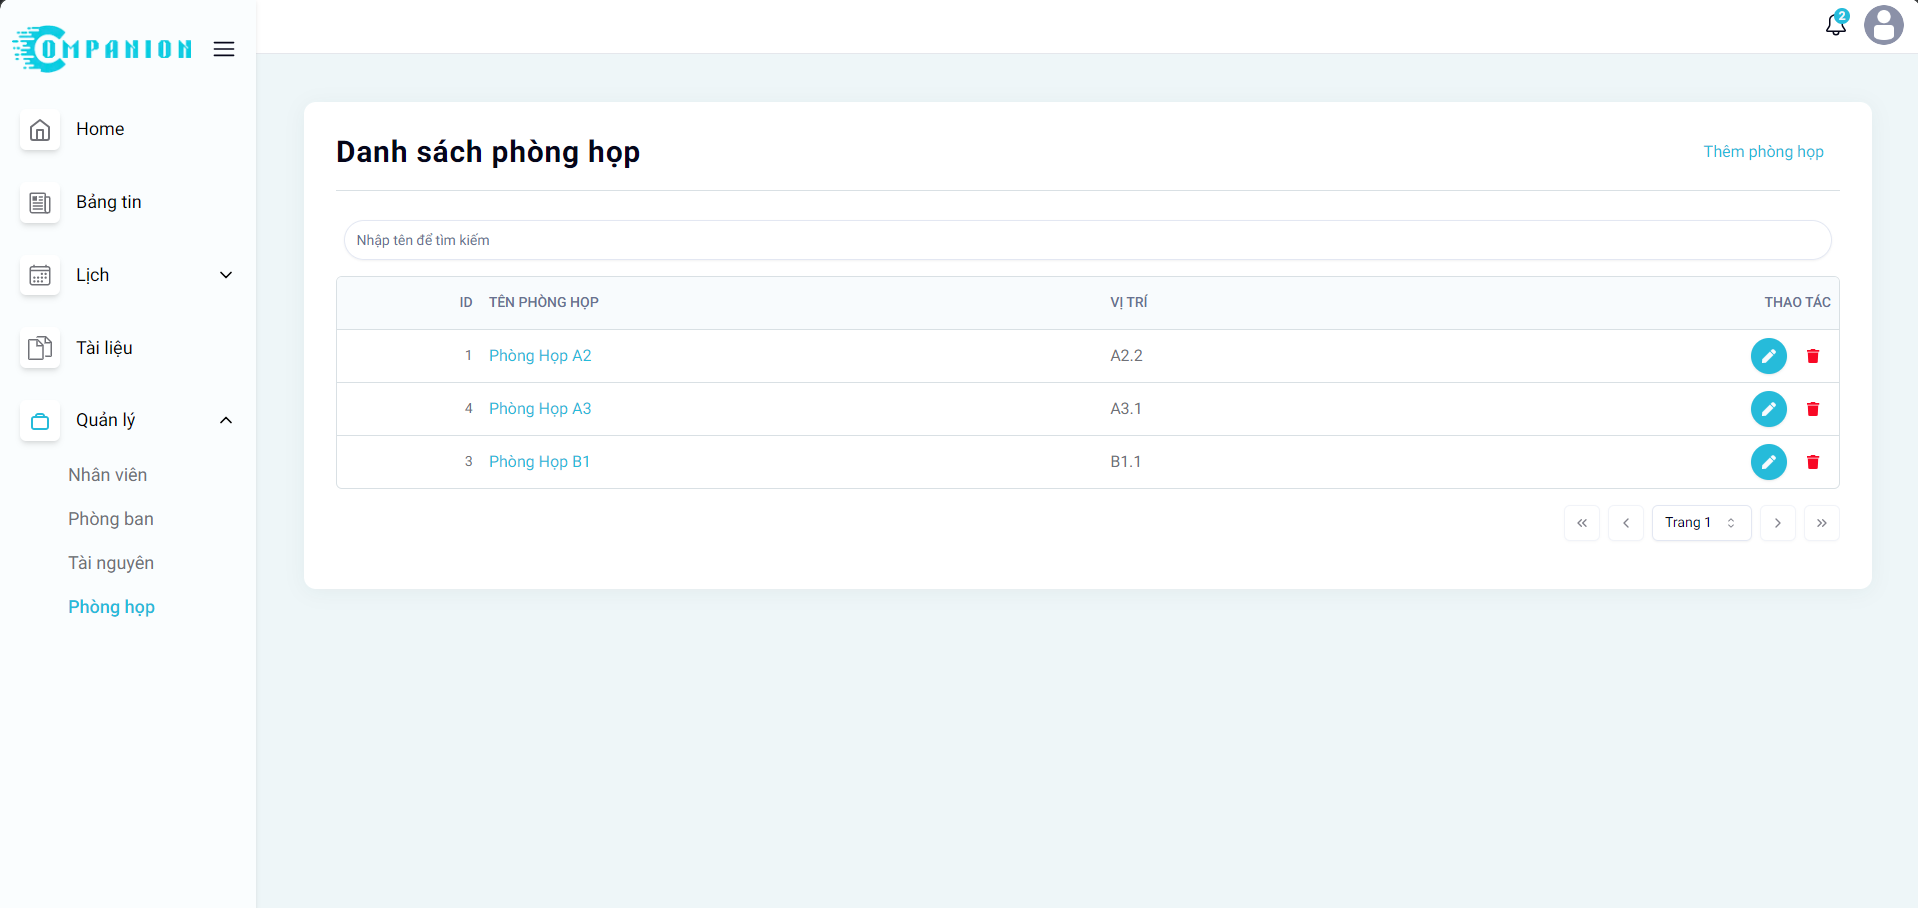 COMPANION
2
Home
Bảng tin
Lịch
Tài liệu
Quản lý
Nhân viên
Phòng ban
Tài nguyên
Phòng họp
Danh sách phòng họp
Thêm phòng họp
Nhập tên để tìm kiếm
ID TÊN PHÒNG HỌP VỊ TRÍ THAO TÁC
1 Phòng Họp A2 A2.2
4 Phòng Họp A3 A3.1
3 Phòng Họp B1 B1.1
Trang 1